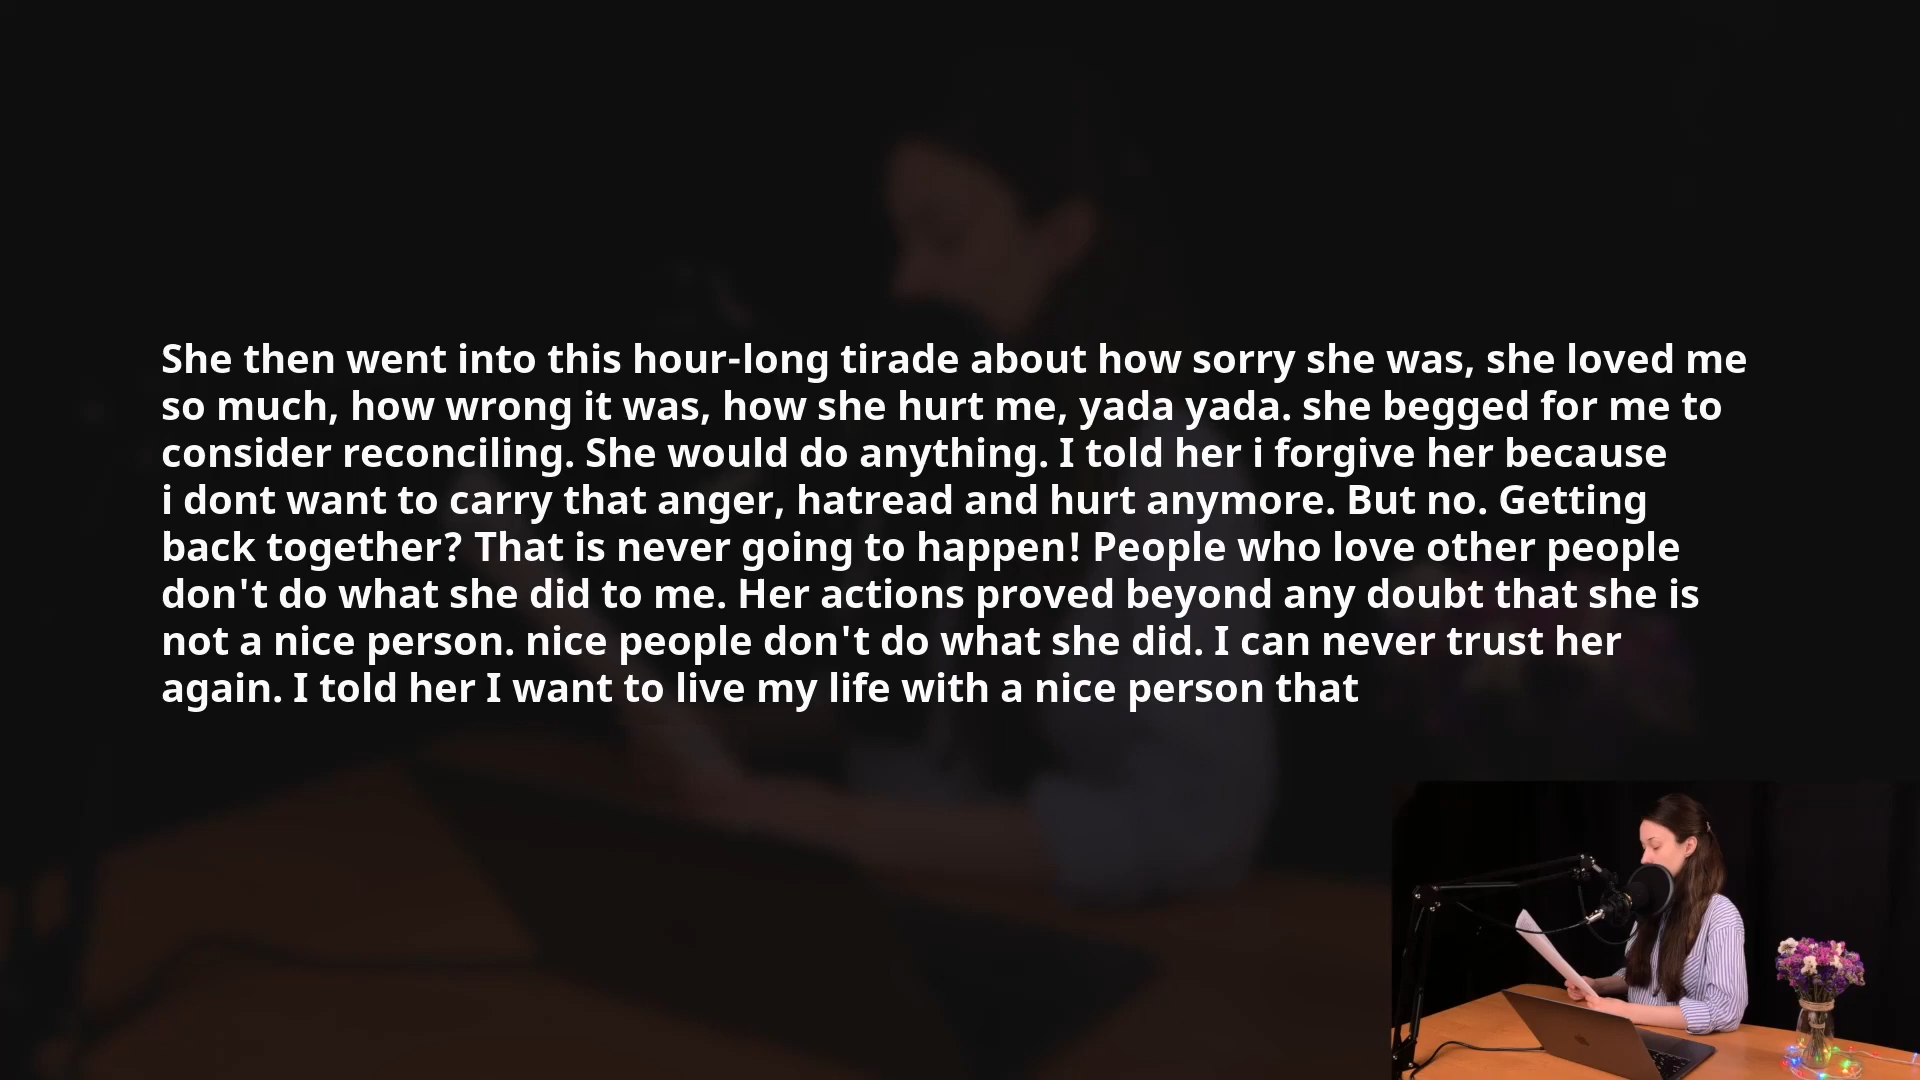 She then went into this hour-long tirade about how sorry she was, she loved me
so much, how wrong it was, how she hurt me, yada yada. she begged for me to
consider reconciling. She would do anything. I told her i forgive her because
i dont want to carry that anger, hatread and hurt anymore. But no. Getting
back together? That is never going to happen! People who love other people
don't do what she did to me. Her actions proved beyond any doubt that she is
not a nice person. nice people don't do what she did. I can never trust her
again. I told her I want to live my life with a nice person that